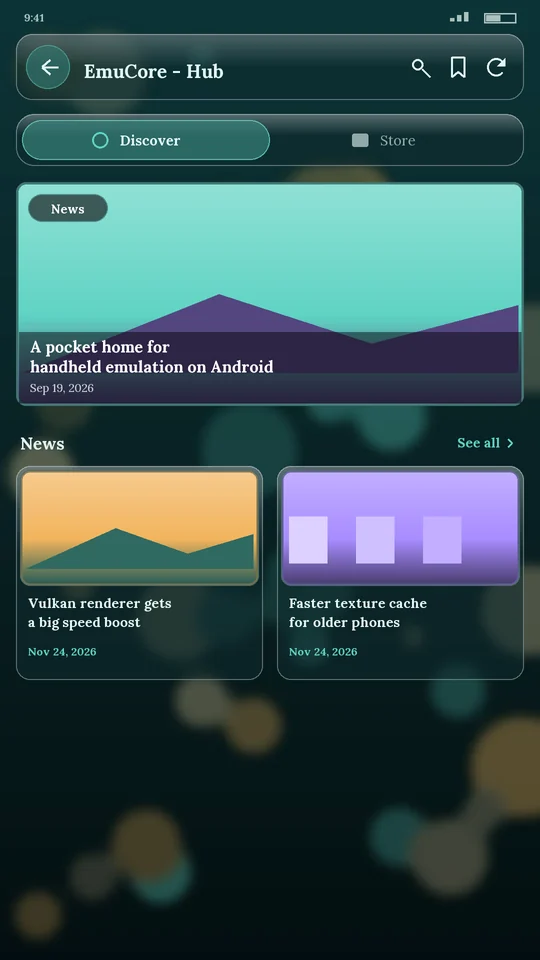 9:41
EmuCore - Hub
Discover
Store
News
A pocket home for
handheld emulation on Android
Sep 19, 2026
News
See all
Vulkan renderer gets
a big speed boost
Nov 24, 2026
Faster texture cache
for older phones
Nov 24, 2026